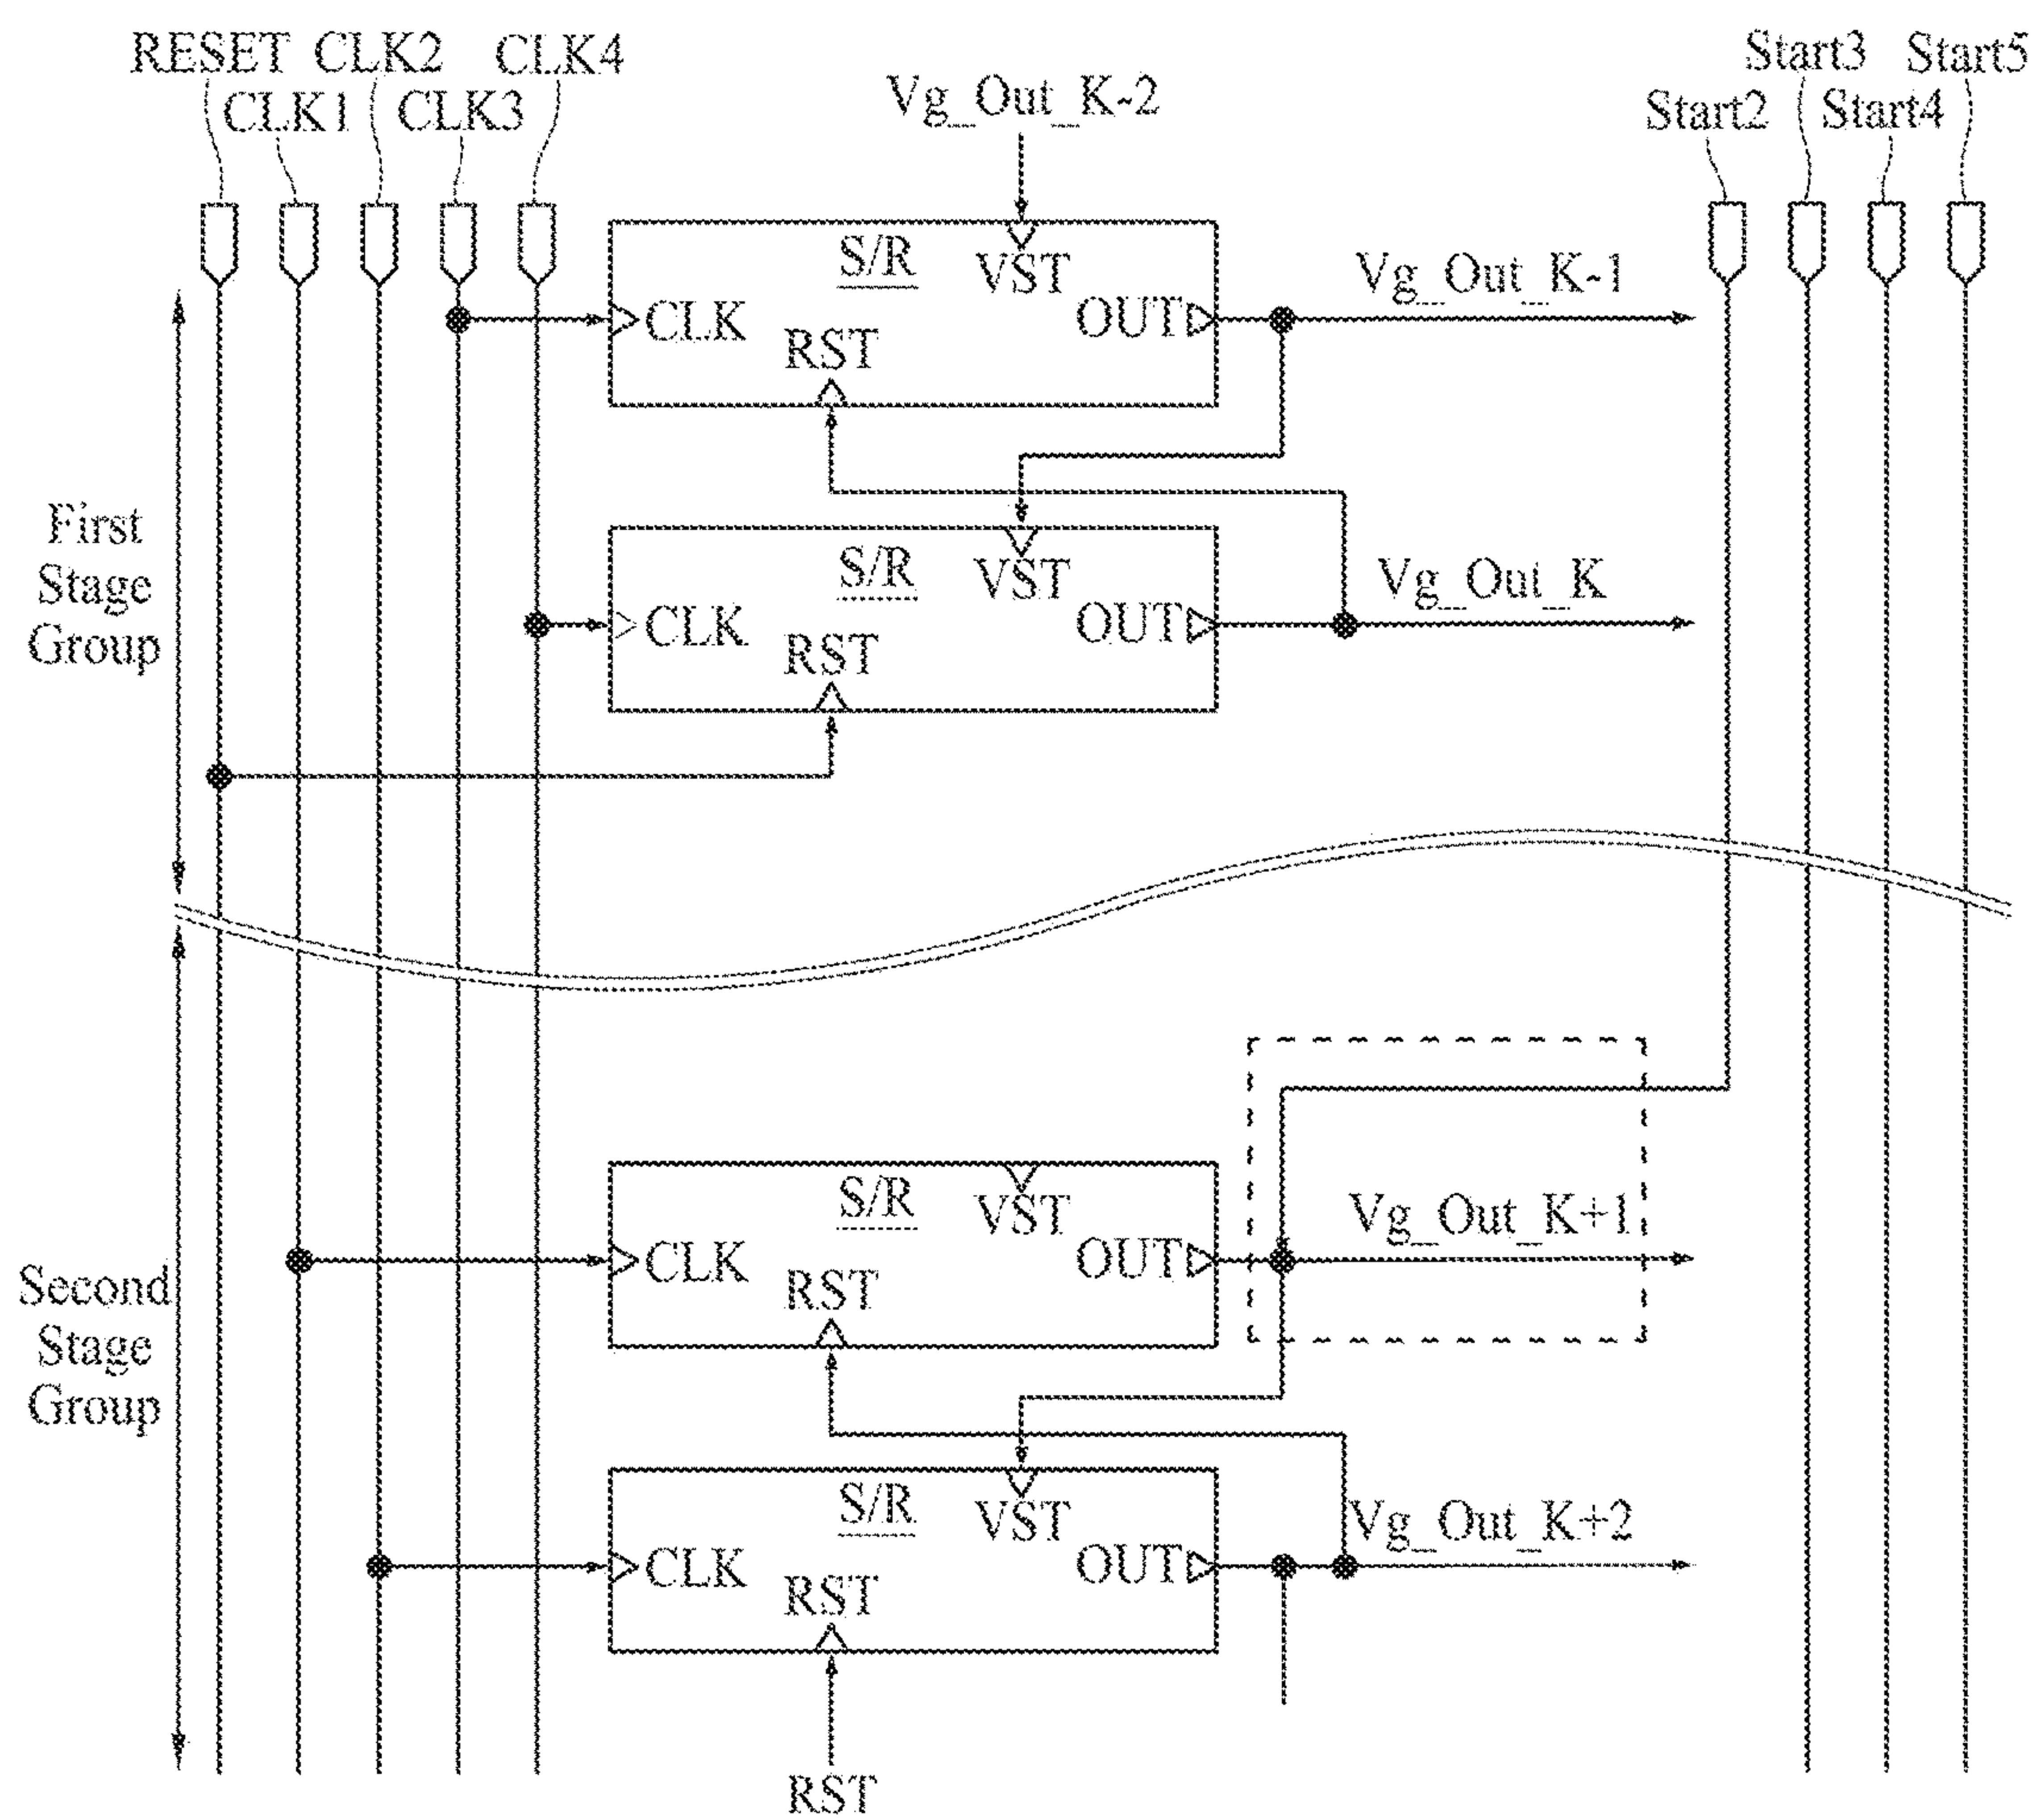 RESET CLK2 CLK4
CLK1 CLK3
Vg_Out_K-2
Start3 Start5
Start2 Start4
S/R
VST
CLK
OUT
RST
Vg_Out_K-1
First
Stage
Group
S/R
VST
CLK
OUT
RST
Vg_Out_K
Second
Stage
Group
S/R
VST
CLK
OUT
RST
Vg_Out_K+1
S/R
VST
CLK
OUT
RST
Vg_Out_K+2
RST